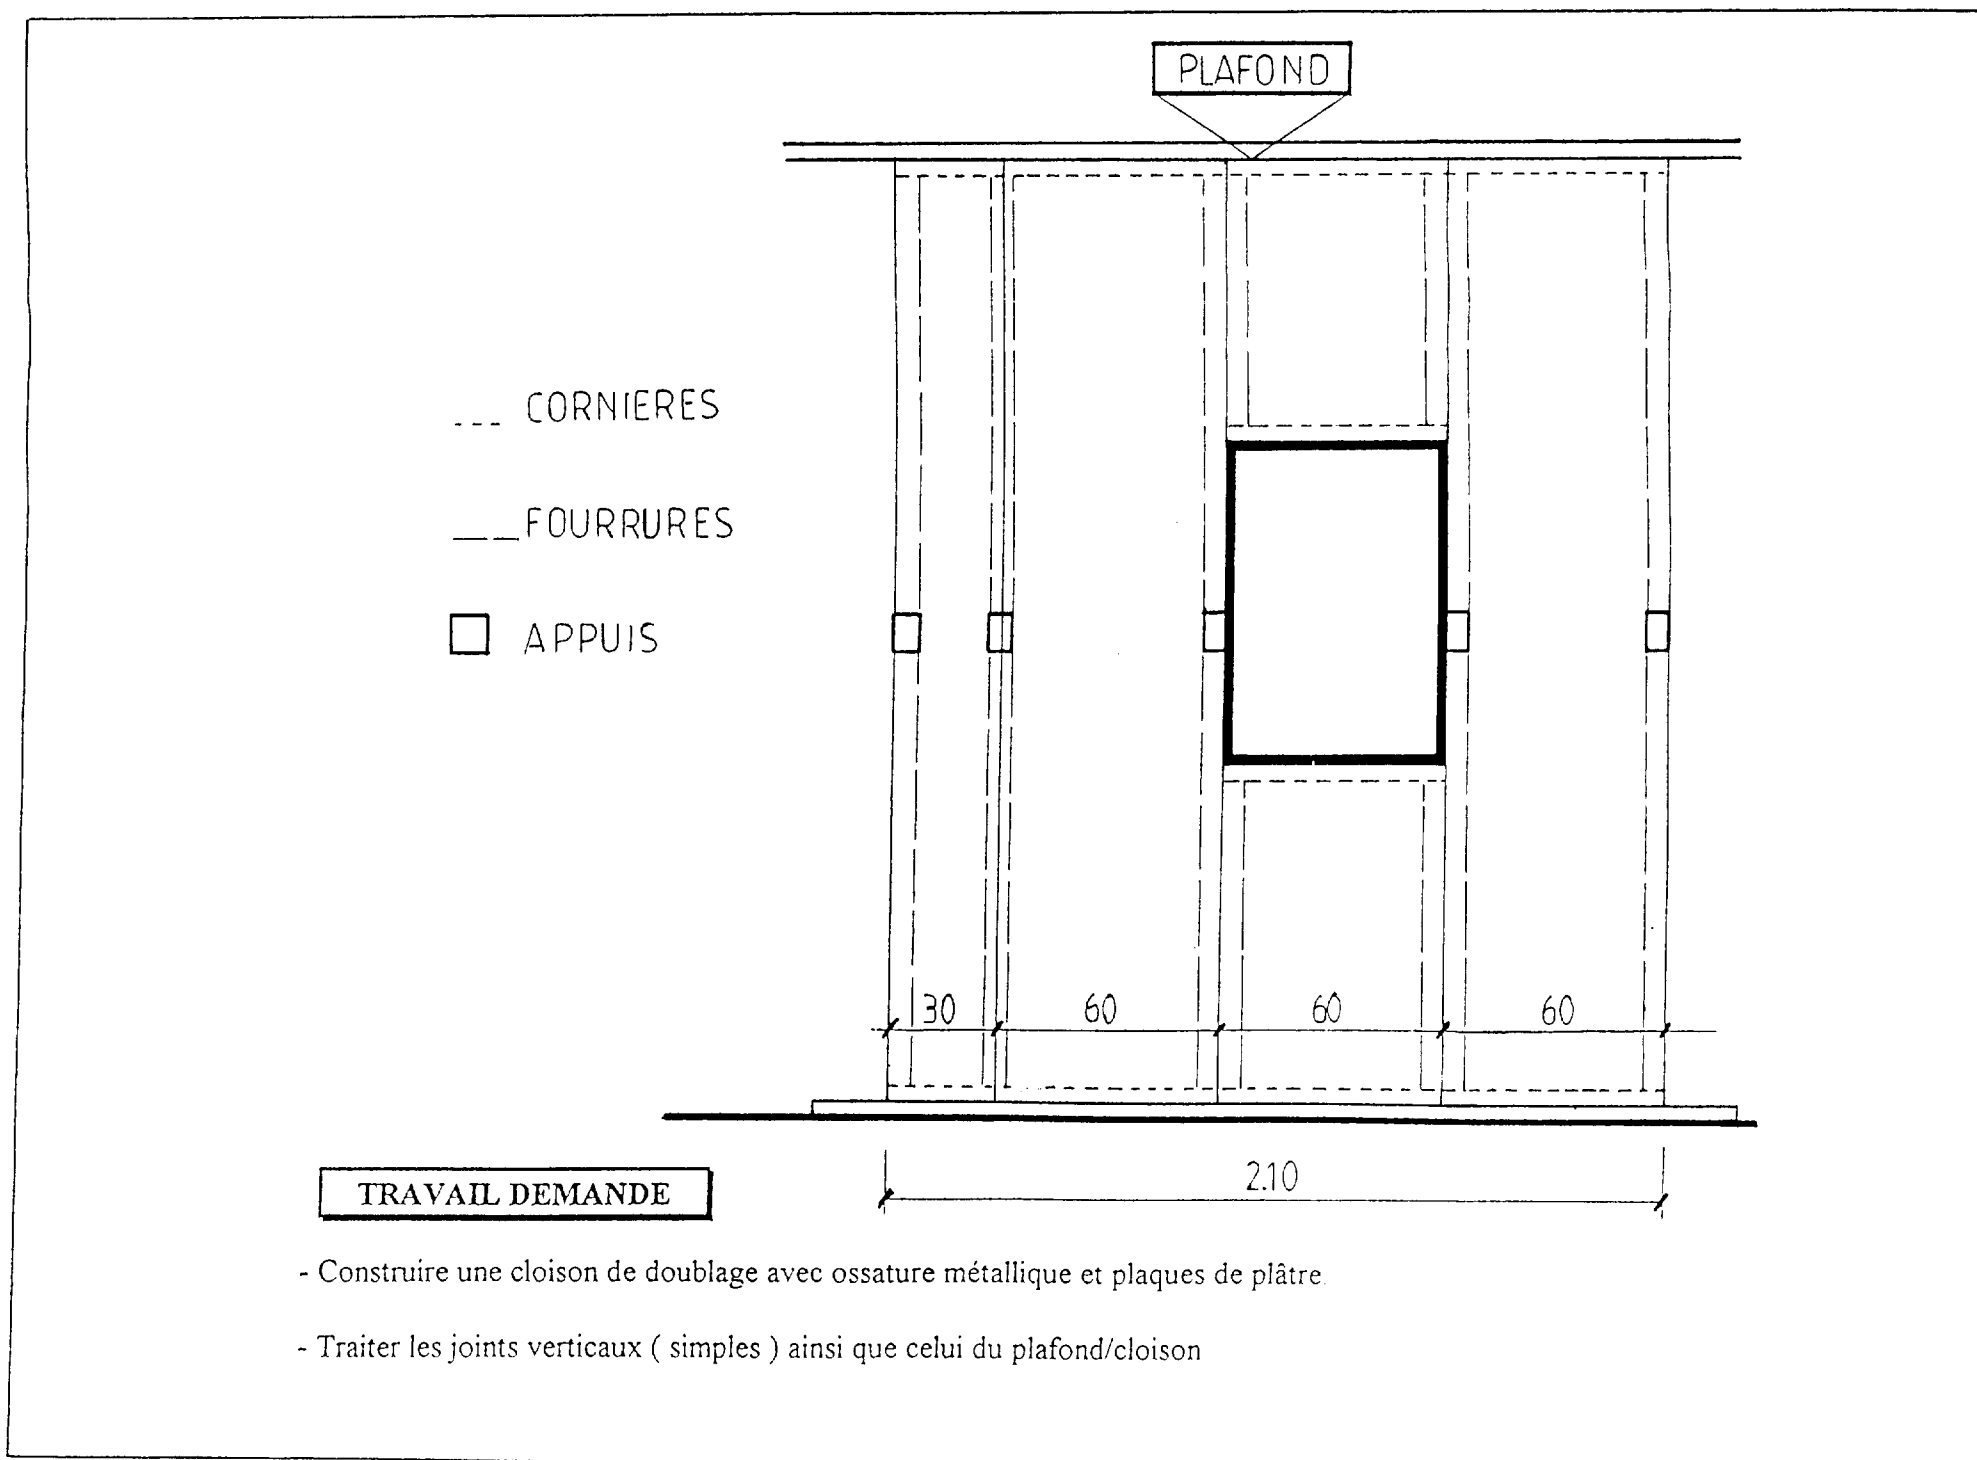 PLAFOND
CORNIERES
FOURRURES
APPUIS
30 60 60 60
2.10
TRAVAIL DEMANDE
- Construire une cloison de doublage avec ossature métallique et plaques de plâtre.
- Traiter les joints verticaux ( simples ) ainsi que celui du plafond/cloison